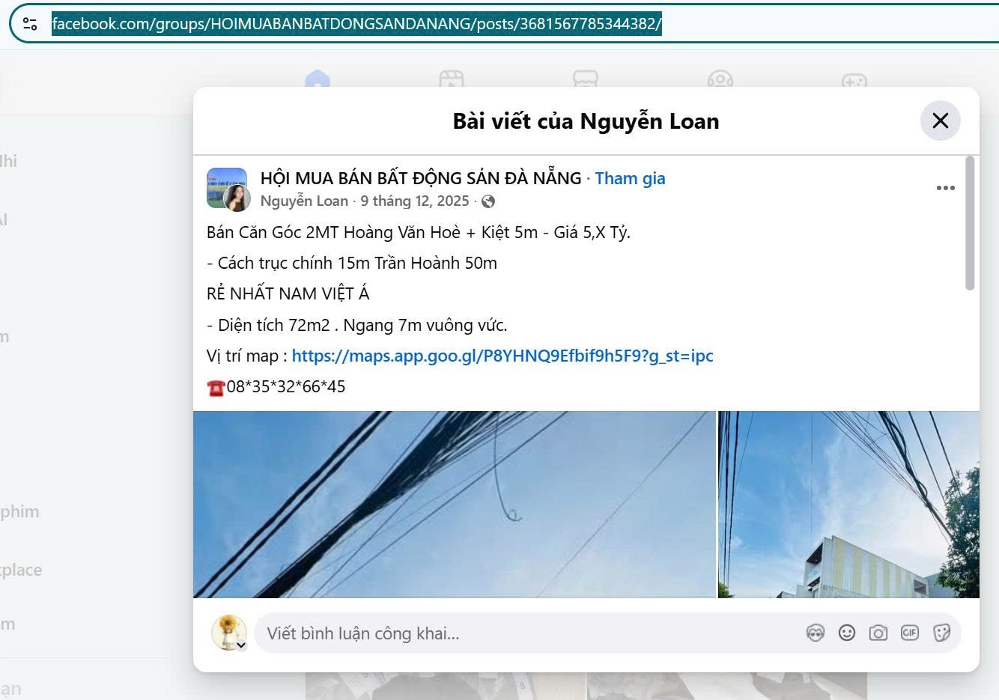 facebook.com/groups/HOIMUABANBATDONGSANDANANG/posts/3681567785344382/
Bài viết của Nguyễn Loan
HỘI MUA BÁN BẤT ĐỘNG SẢN ĐÀ NẴNG · Tham gia
Nguyễn Loan · 9 tháng 12, 2025 ·
Bán Căn Góc 2MT Hoàng Văn Hoè + Kiệt 5m - Giá 5,X Tỷ.
- Cách trục chính 15m Trần Hoành 50m
RẺ NHẤT NAM VIỆT Á
- Diện tích 72m2 . Ngang 7m vuông vức.
Vị trí map : https://maps.app.goo.gl/P8YHNQ9Efbif9h5F9?g_st=ipc
☎️08*35*32*66*45
phim
Viết bình luận công khai...
GIF